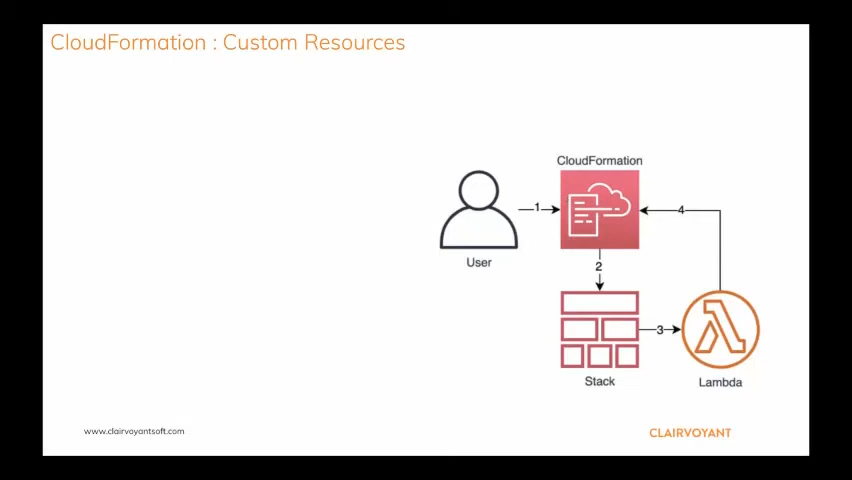 CloudFormation : Custom Resources
CloudFormation
1
4
User
2
3
Stack
Lambda
www.clairvoyantsoft.com
CLAIRVOYANT